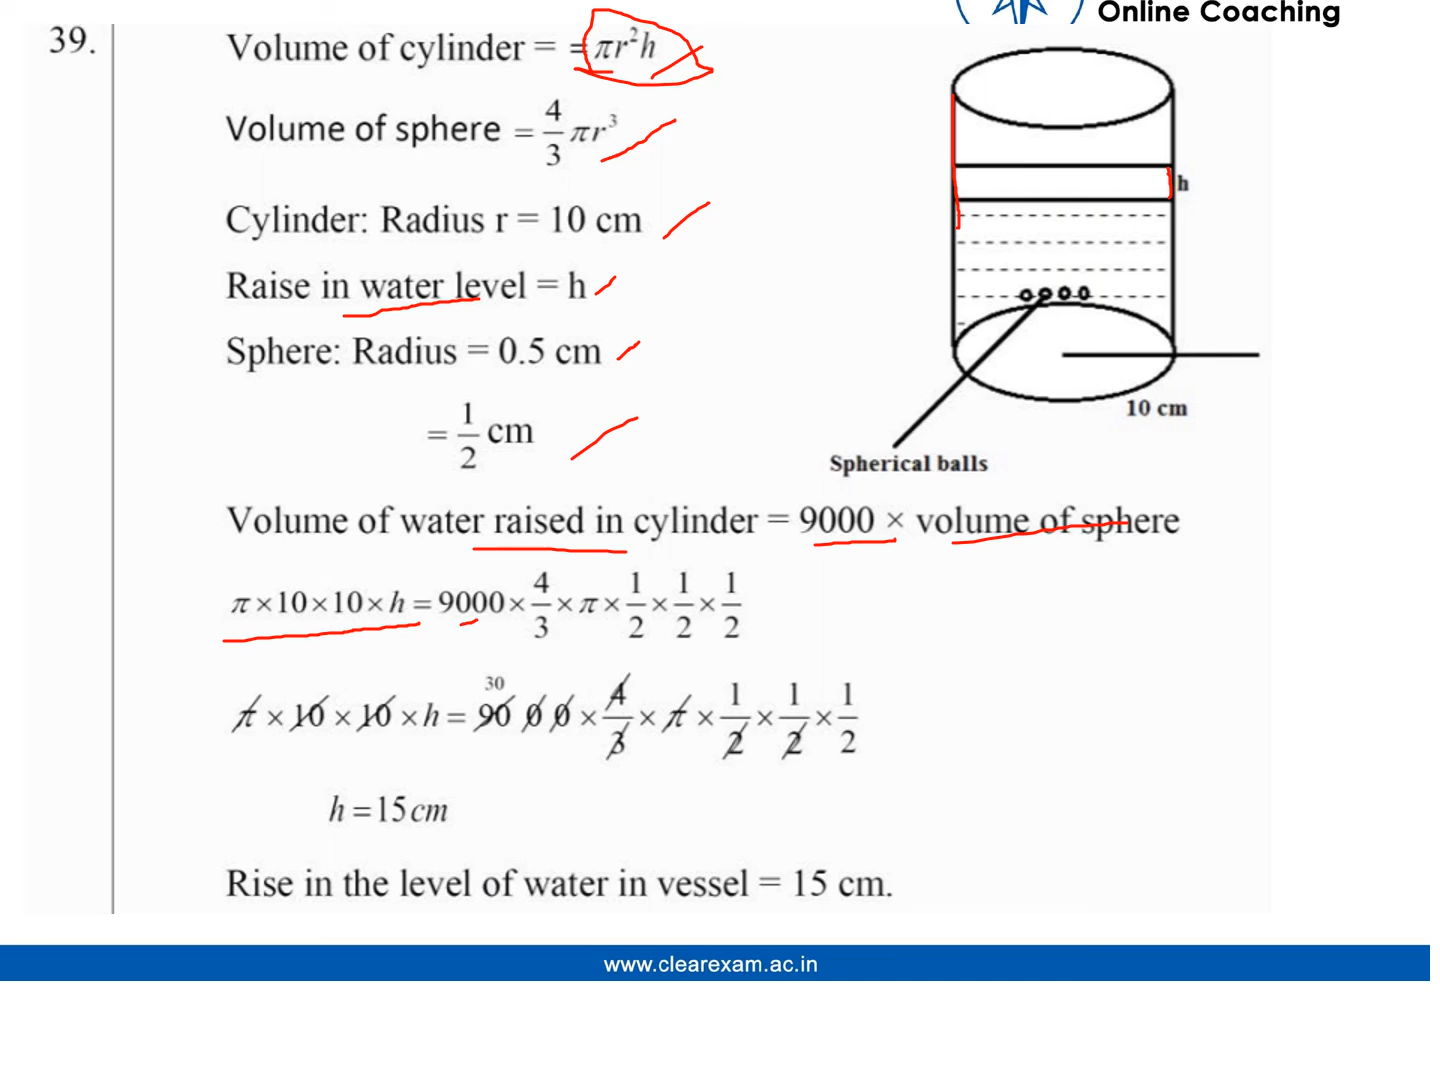 Online Coaching
39.
Volume of cylinder = = πr²h
Volume of sphere = 4/3 πr³
Cylinder: Radius r = 10 cm
Raise in water level = h
Sphere: Radius = 0.5 cm
= 1/2 cm
h
10 cm
Spherical balls
Volume of water raised in cylinder = 9000 × volume of sphere
π × 10 × 10 × h = 9000 × 4/3 × π × 1/2 × 1/2 × 1/2
30
π × 10 × 10 × h = 90 0 0 × 4/3 × π × 1/2 × 1/2 × 1/2
h = 15 cm
Rise in the level of water in vessel = 15 cm.
www.clearexam.ac.in